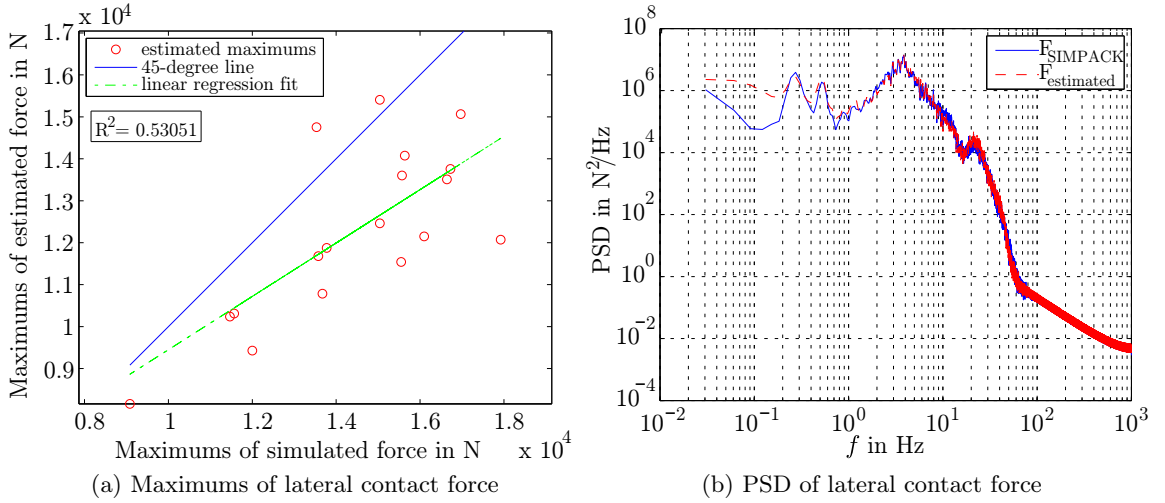 x 10^4
1.7
1.6
1.5
1.4
1.3
1.2
1.1
1
0.9
Maximums of estimated force in N
estimated maximums
45-degree line
linear regression fit
R^2= 0.53051
0.8 1 1.2 1.4 1.6 1.8
Maximums of simulated force in N x 10^4
(a) Maximums of lateral contact force
10^8
10^6
10^4
10^2
10^0
10^-2
10^-4
PSD in N^2/Hz
F_SIMPACK
F_estimated
10^-2 10^-1 10^0 10^1 10^2 10^3
f in Hz
(b) PSD of lateral contact force